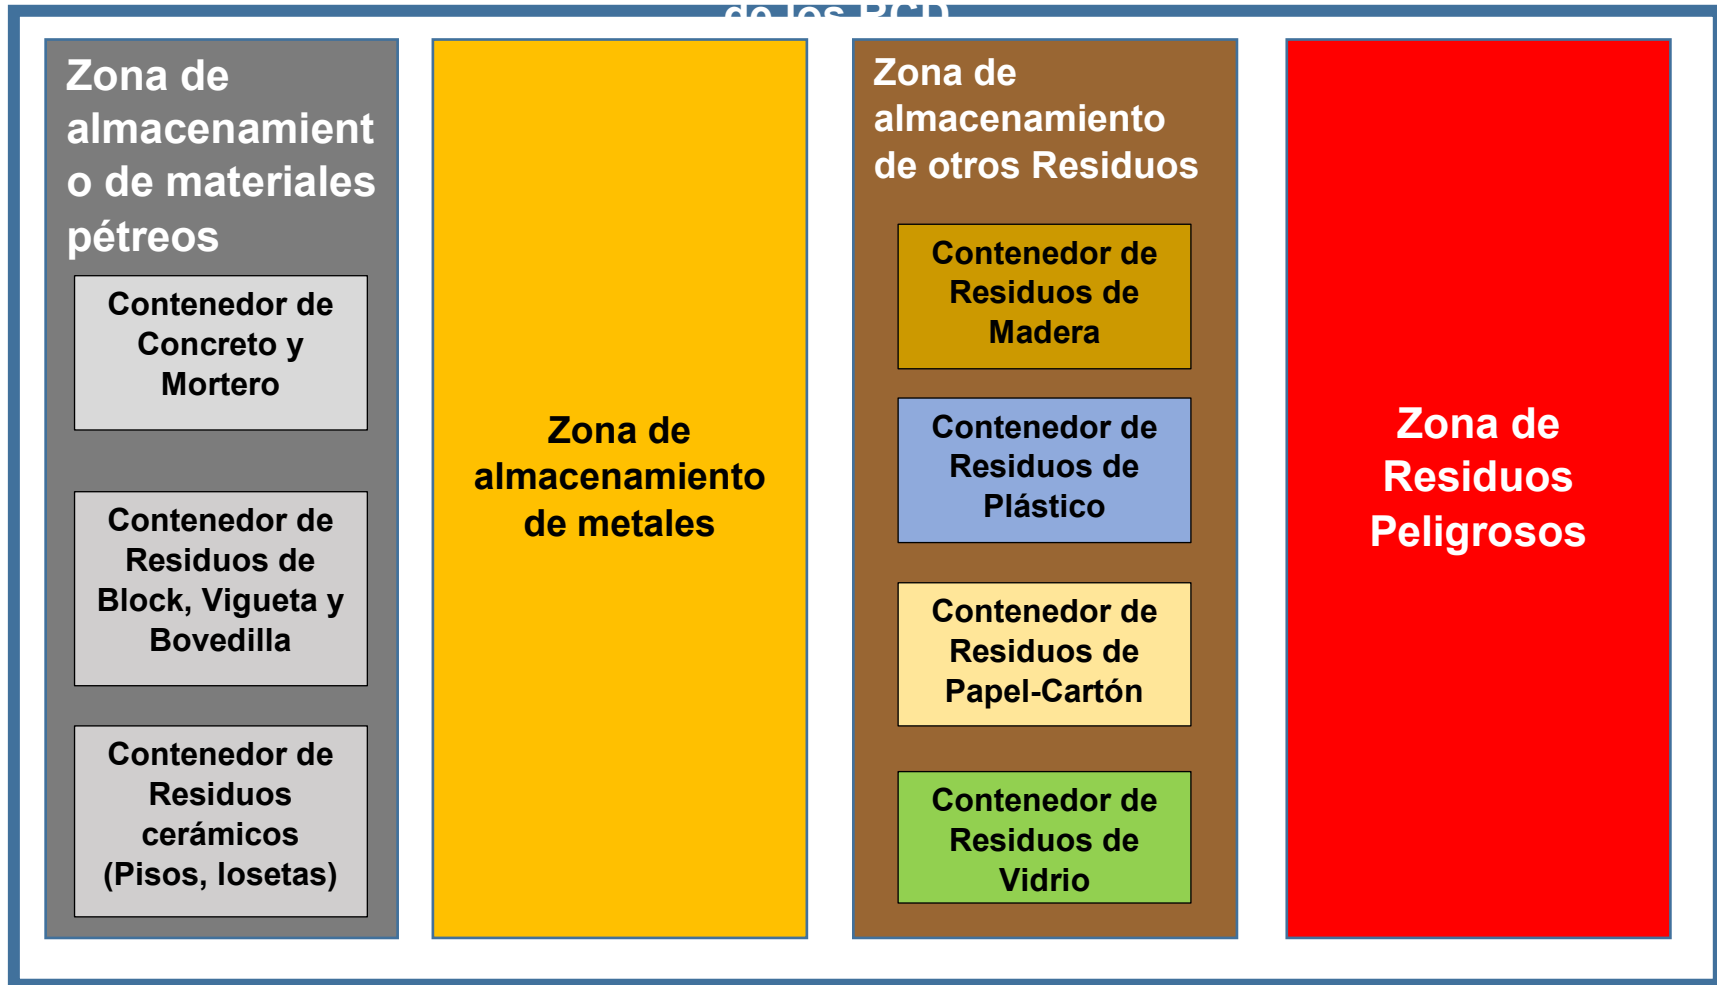 de los RCD
Zona de
almacenamient
o de materiales
pétreos
Contenedor de
Concreto y
Mortero
Contenedor de
Residuos de
Block, Vigueta y
Bovedilla
Contenedor de
Residuos
cerámicos
(Pisos, losetas)
Zona de
almacenamiento
de metales
Zona de
almacenamiento
de otros Residuos
Contenedor de
Residuos de
Madera
Contenedor de
Residuos de
Plástico
Contenedor de
Residuos de
Papel-Cartón
Contenedor de
Residuos de
Vidrio
Zona de
Residuos
Peligrosos